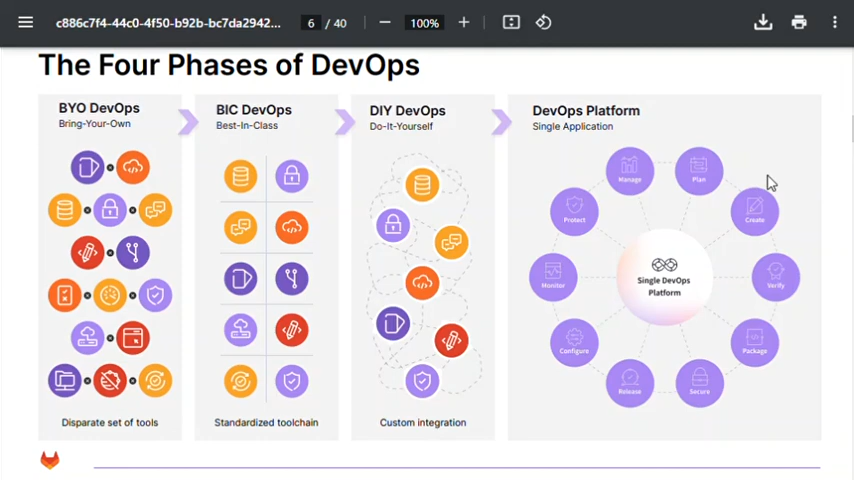 c886c7f4-44c0-4f50-b92b-bc7da2942...
6 / 40
100%
The Four Phases of DevOps
BYO DevOps
Bring-Your-Own
Disparate set of tools
BIC DevOps
Best-In-Class
Standardized toolchain
DIY DevOps
Do-It-Yourself
Custom integration
DevOps Platform
Single Application
Manage
Plan
Protect
Create
Monitor
Single DevOps
Platform
Verify
Configure
Package
Release
Secure